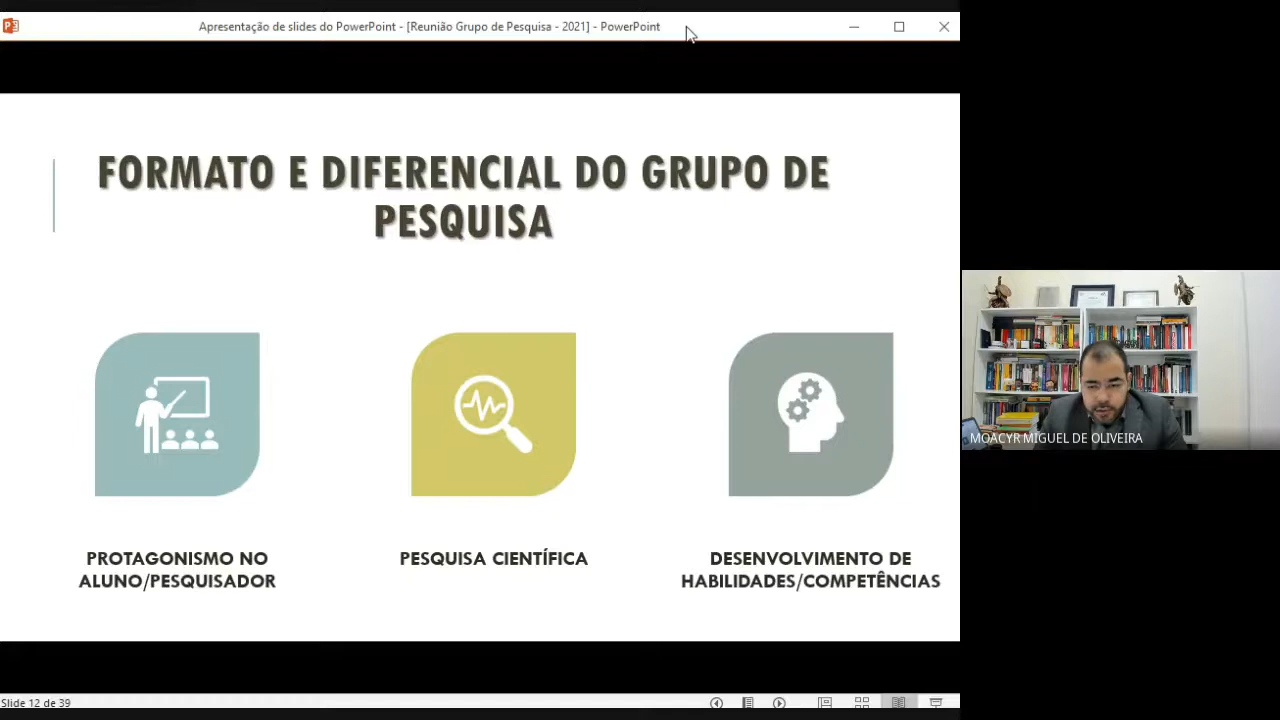 Apresentação de slides do PowerPoint - [Reunião Grupo de Pesquisa - 2021] - PowerPoint
FORMATO E DIFERENCIAL DO GRUPO DE
PESQUISA
PROTAGONISMO NO
ALUNO/PESQUISADOR
PESQUISA CIENTÍFICA
DESENVOLVIMENTO DE
HABILIDADES/COMPETÊNCIAS
MOACYR MIGUEL DE OLIVEIRA
Slide 12 de 39